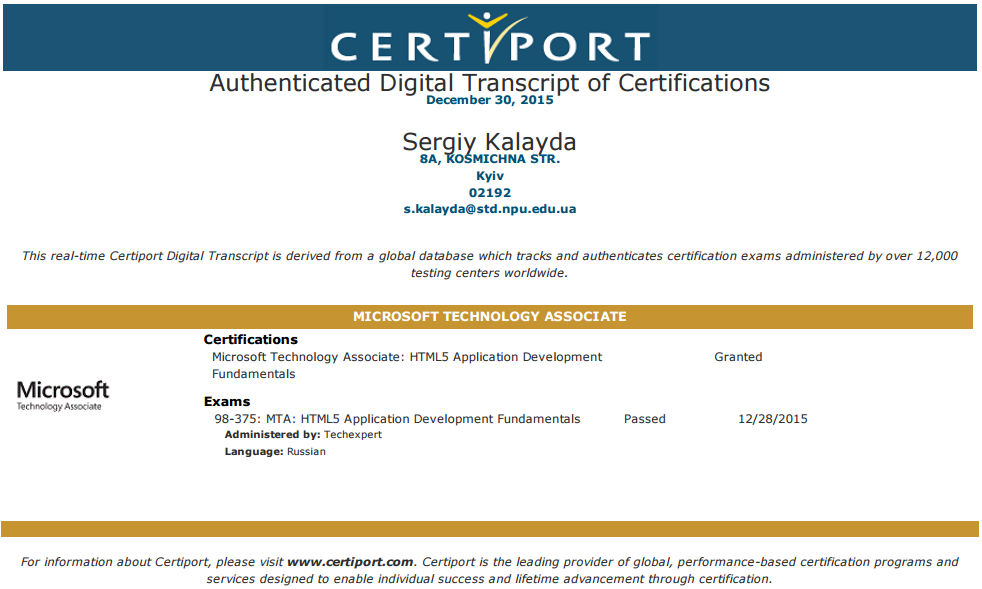 CERTIPORT
Authenticated Digital Transcript of Certifications
December 30, 2015
Sergiy Kalayda
8A, KOSMICHNA STR.
Kyiv
02192
s.kalayda@std.npu.edu.ua
This real-time Certiport Digital Transcript is derived from a global database which tracks and authenticates certification exams administered by over 12,000
testing centers worldwide.
MICROSOFT TECHNOLOGY ASSOCIATE
Certifications
Microsoft Technology Associate: HTML5 Application Development Granted
Fundamentals
Microsoft
Technology Associate
Exams
98-375: MTA: HTML5 Application Development Fundamentals Passed 12/28/2015
Administered by: Techexpert
Language: Russian
For information about Certiport, please visit www.certiport.com. Certiport is the leading provider of global, performance-based certification programs and
services designed to enable individual success and lifetime advancement through certification.